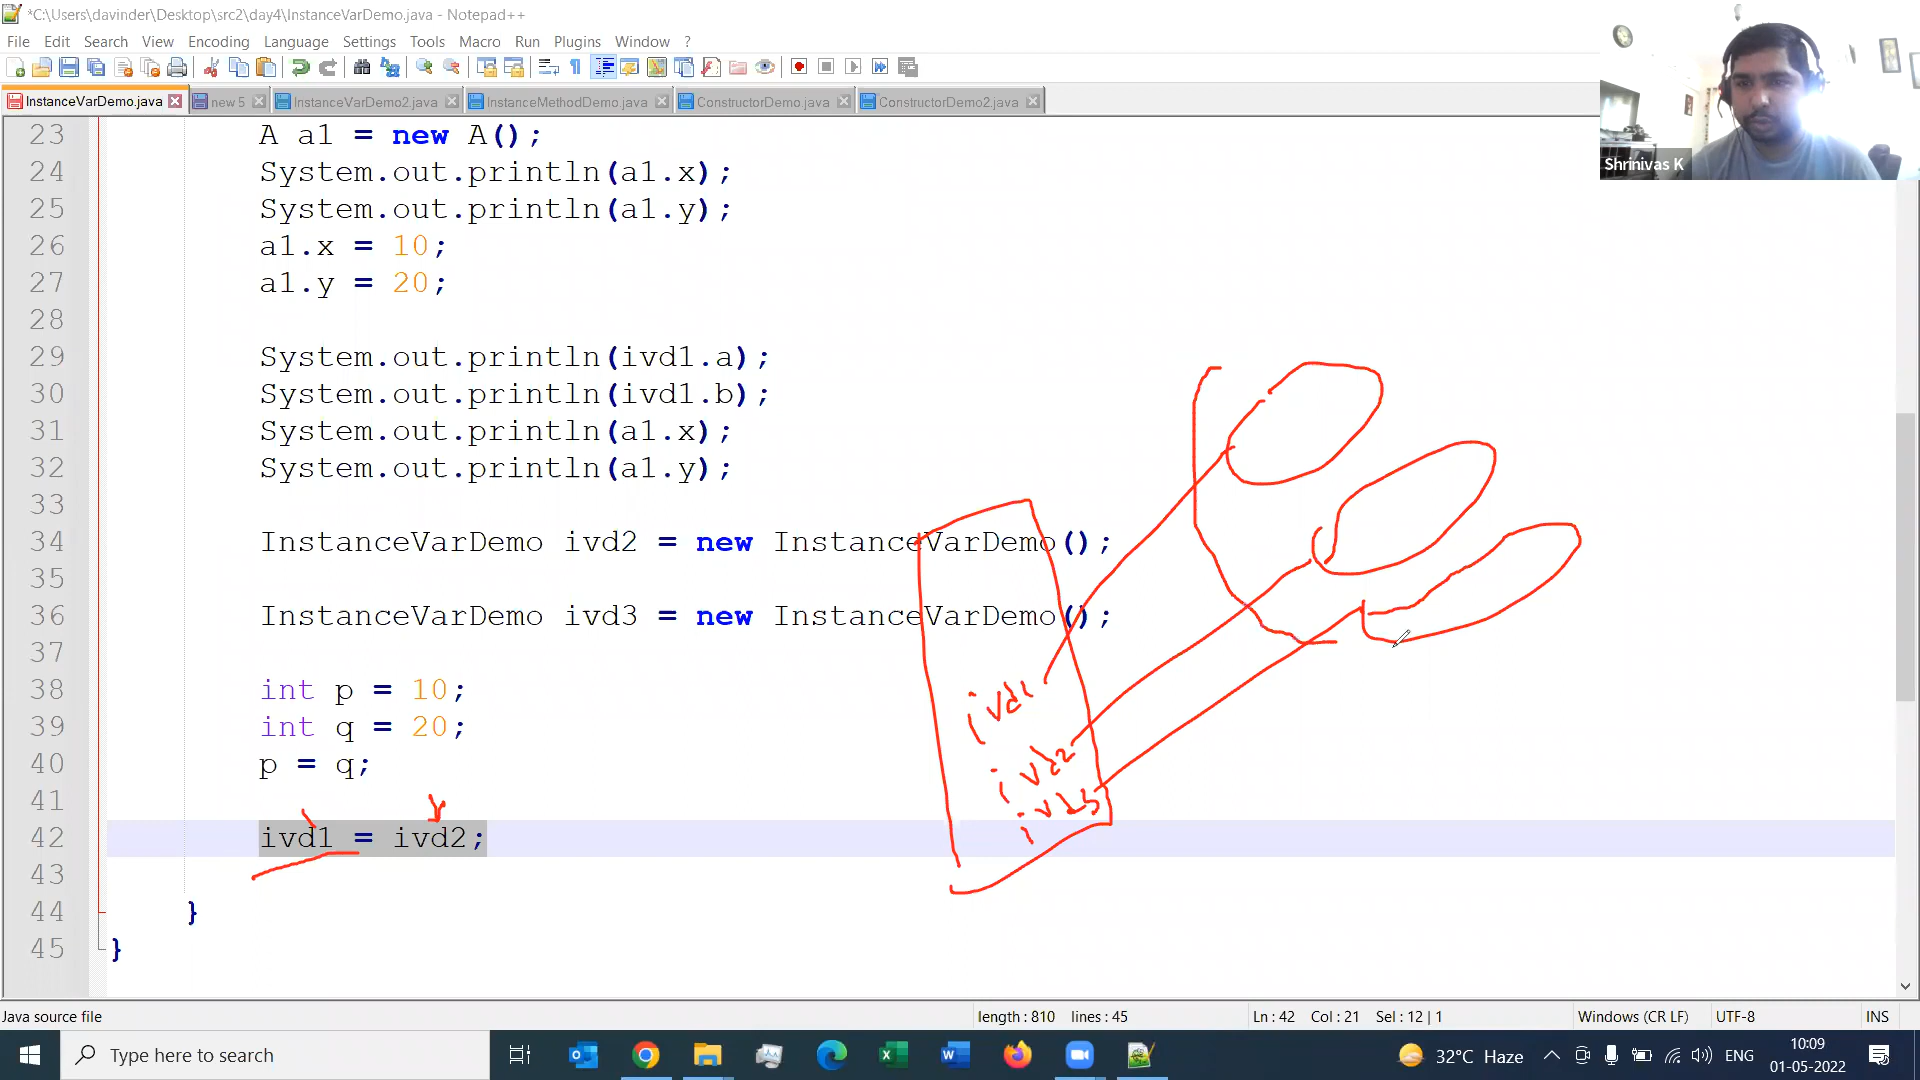 *C:\Users\davinder\Desktop\src2\day4\InstanceVarDemo.java - Notepad++
File Edit Search View Encoding Language Settings Tools Macro Run Plugins Window ?
InstanceVarDemo.java new 5 InstanceVarDemo2.java InstanceMethodDemo.java ConstructorDemo.java ConstructorDemo2.java
Shrinivas K
23 A a1 = new A();
24 System.out.println(a1.x);
25 System.out.println(a1.y);
26 a1.x = 10;
27 a1.y = 20;
28
29 System.out.println(ivd1.a);
30 System.out.println(ivd1.b);
31 System.out.println(a1.x);
32 System.out.println(a1.y);
33
34 InstanceVarDemo ivd2 = new InstanceVarDemo();
35
36 InstanceVarDemo ivd3 = new InstanceVarDemo();
37
38 int p = 10;
39 int q = 20;
40 p = q;
41
42 ivd1 = ivd2;
43
44 }
45 }
ivd1
ivd2
ivd3
Java source file length : 810 lines : 45 Ln : 42 Col : 21 Sel : 12 | 1 Windows (CR LF) UTF-8 INS
Type here to search
32°C Haze ENG 10:09
01-05-2022